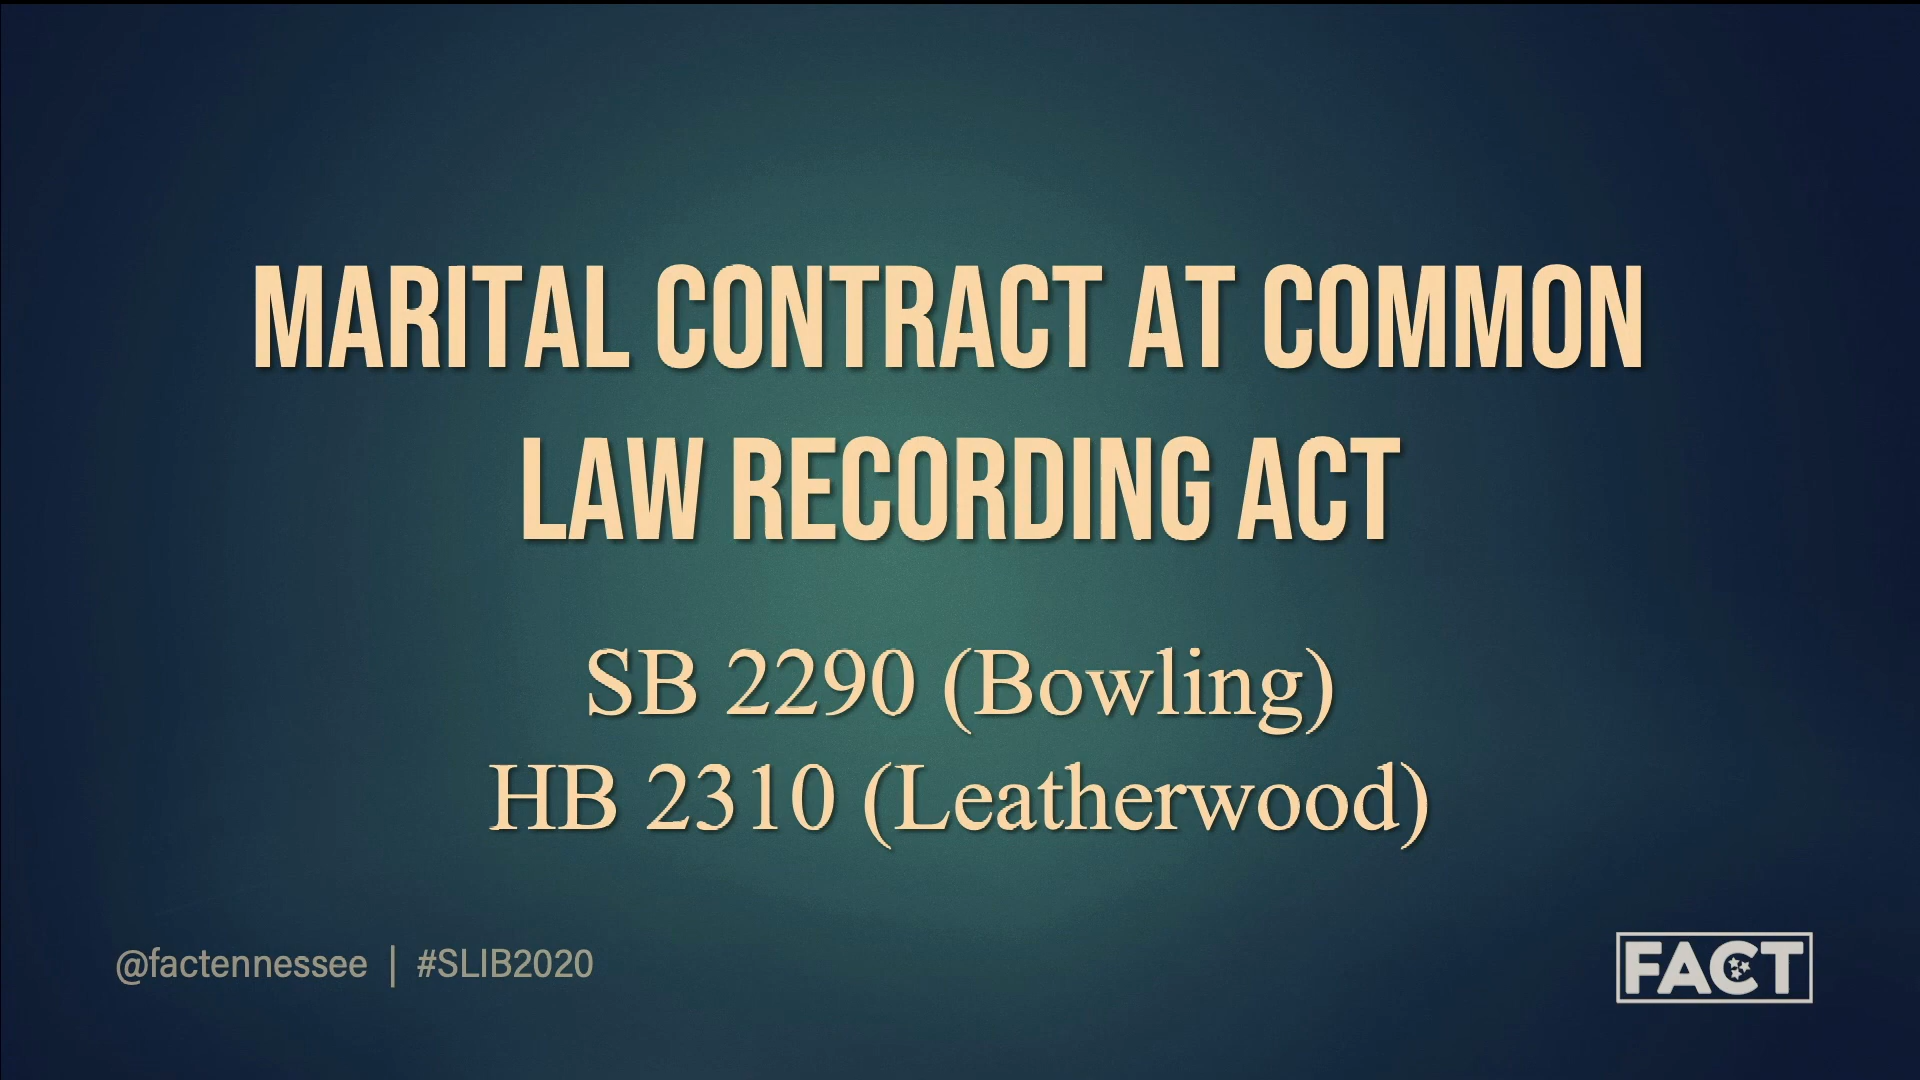 MARITAL CONTRACT AT COMMON
LAW RECORDING ACT
SB 2290 (Bowling)
HB 2310 (Leatherwood)
@factennessee | #SLIB2020
FACT